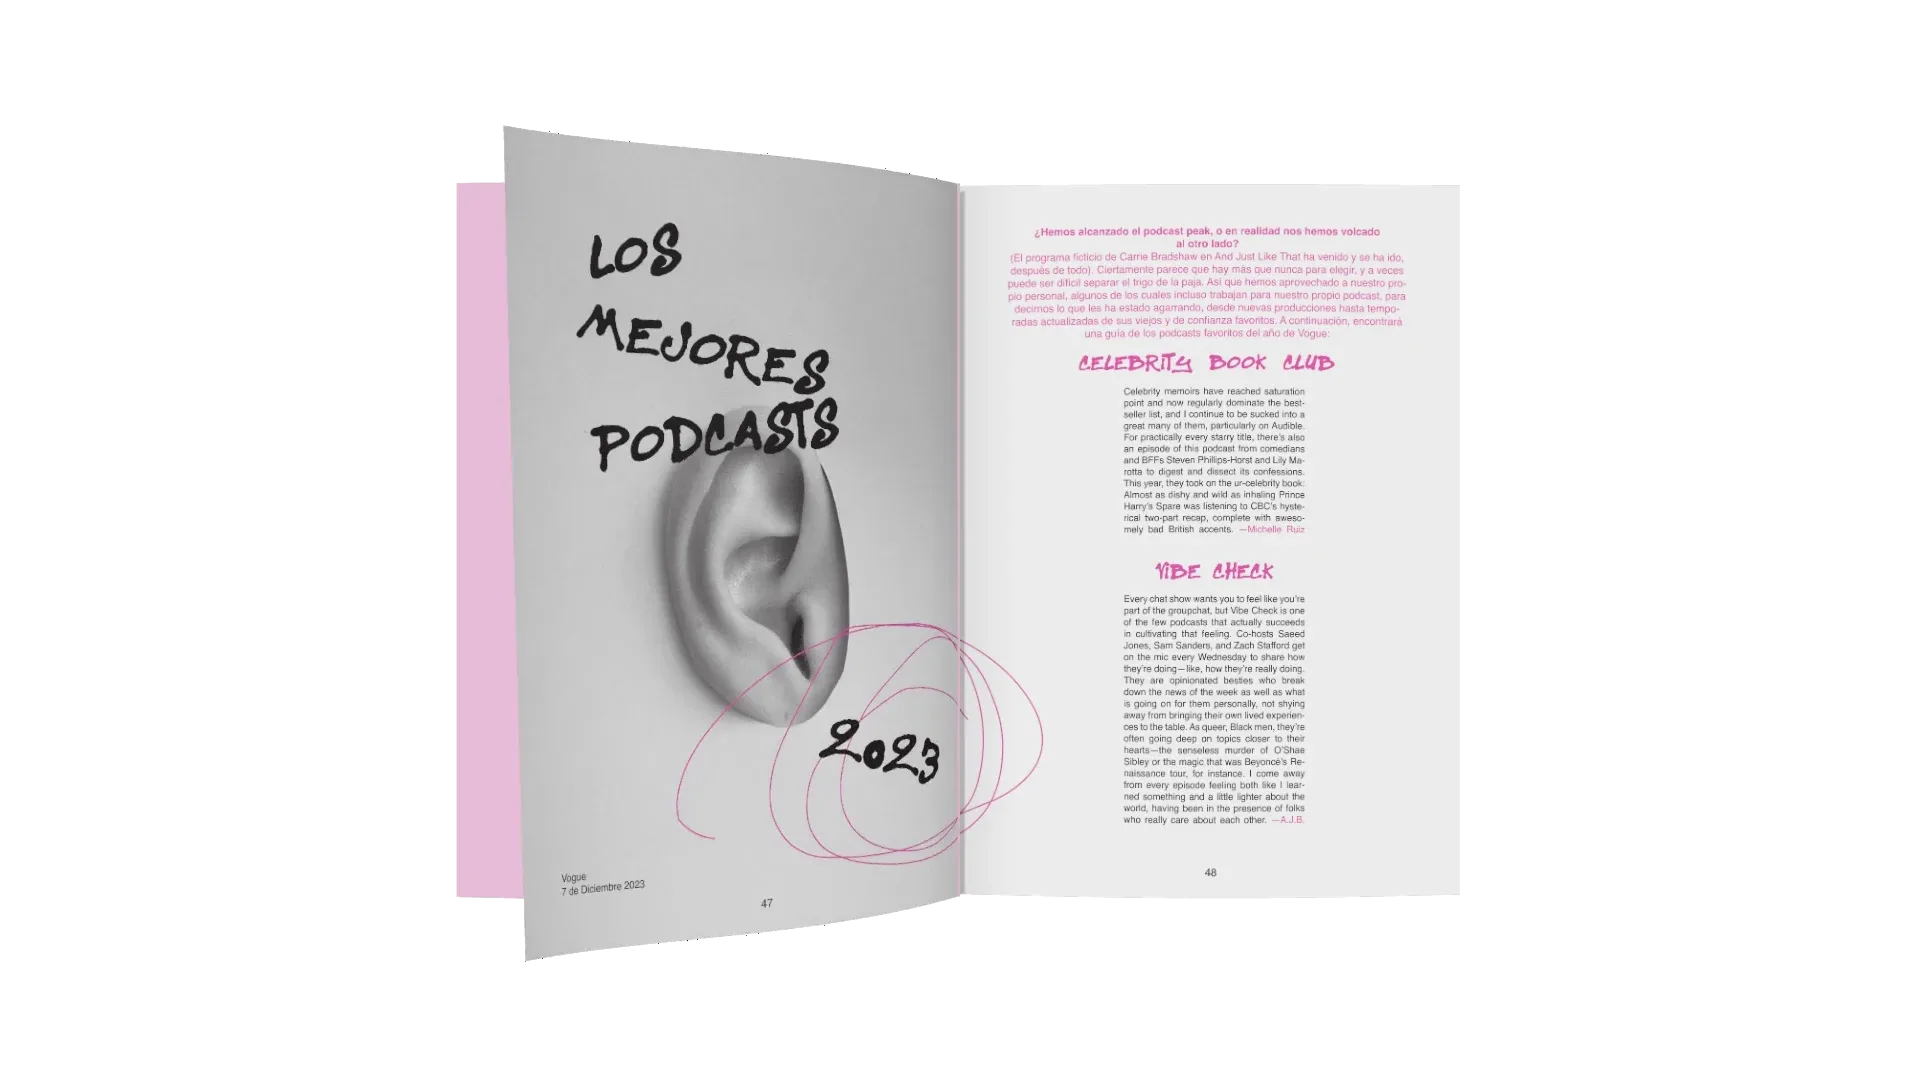 LOS
MEJORES
PODCASTS
2023
Vogue
7 de Diciembre 2023
47
¿Hemos alcanzado el podcast peak, o en realidad nos hemos volcado
al otro lado?
(El programa ficticio de Carrie Bradshaw en And Just Like That ha venido y se ha ido,
después de todo). Ciertamente parece que hay más que nunca para elegir, y a veces
puede ser difícil separar el trigo de la paja. Así que hemos aprovechado a nuestro pro-
pio personal, algunos de los cuales incluso trabajan para nuestro propio podcast, para
decirnos lo que les ha estado agarrando, desde nuevas producciones hasta tempo-
radas actualizadas de sus viejos y de confianza favoritos. A continuación, encontrará
una guía de los podcasts favoritos del año de Vogue:
CELEBRITY BOOK CLUB
Celebrity memoirs have reached saturation
point and now regularly dominate the best-
seller list, and I continue to be sucked into a
great many of them, particularly on Audible.
For practically every starry title, there's also
an episode of this podcast from comedians
and BFFs Steven Phillips-Horst and Lily Ma-
rotta to digest and dissect its confessions.
This year, they took on the ur-celebrity book:
Almost as dishy and wild as inhaling Prince
Harry's Spare was listening to CBC's hyste-
rical two-part recap, complete with aweso-
mely bad British accents. —Michelle Ruiz
VIBE CHECK
Every chat show wants you to feel like you're
part of the groupchat, but Vibe Check is one
of the few podcasts that actually succeeds
in cultivating that feeling. Co-hosts Saeed
Jones, Sam Sanders, and Zach Stafford get
on the mic every Wednesday to share how
they're doing—like, how they're really doing.
They are opinionated besties who break
down the news of the week as well as what
is going on for them personally, not shying
away from bringing their own lived experien-
ces to the table. As queer, Black men, they're
often going deep on topics closer to their
hearts—the senseless murder of O'Shae
Sibley or the magic that was Beyoncé's Re-
naissance tour, for instance. I come away
from every episode feeling both like I lear-
ned something and a little lighter about the
world, having been in the presence of folks
who really care about each other. —A.J.B.
48